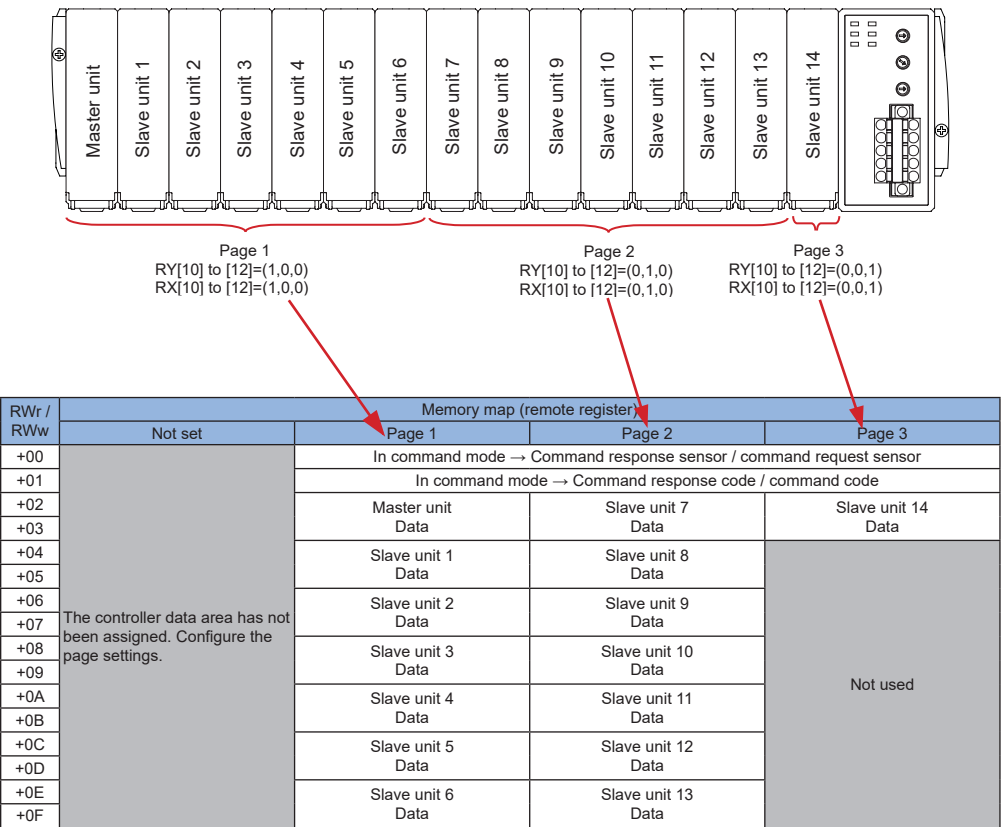 Master unit
Slave unit 1
Slave unit 2
Slave unit 3
Slave unit 4
Slave unit 5
Slave unit 6
Slave unit 7
Slave unit 8
Slave unit 9
Slave unit 10
Slave unit 11
Slave unit 12
Slave unit 13
Slave unit 14
Page 1
RY[10] to [12]=(1,0,0)
RX[10] to [12]=(1,0,0)
Page 2
RY[10] to [12]=(0,1,0)
RX[10] to [12]=(0,1,0)
Page 3
RY[10] to [12]=(0,0,1)
RX[10] to [12]=(0,0,1)
RWr /
RWw
Memory map (remote register)
Not set
Page 1
Page 2
Page 3
+00
In command mode → Command response sensor / command request sensor
+01
In command mode → Command response code / command code
+02
+03
Master unit
Data
Slave unit 7
Data
Slave unit 14
Data
+04
+05
Slave unit 1
Data
Slave unit 8
Data
+06
+07
Slave unit 2
Data
Slave unit 9
Data
The controller data area has not
been assigned. Configure the
page settings.
+08
+09
Slave unit 3
Data
Slave unit 10
Data
Not used
+0A
+0B
Slave unit 4
Data
Slave unit 11
Data
+0C
+0D
Slave unit 5
Data
Slave unit 12
Data
+0E
+0F
Slave unit 6
Data
Slave unit 13
Data